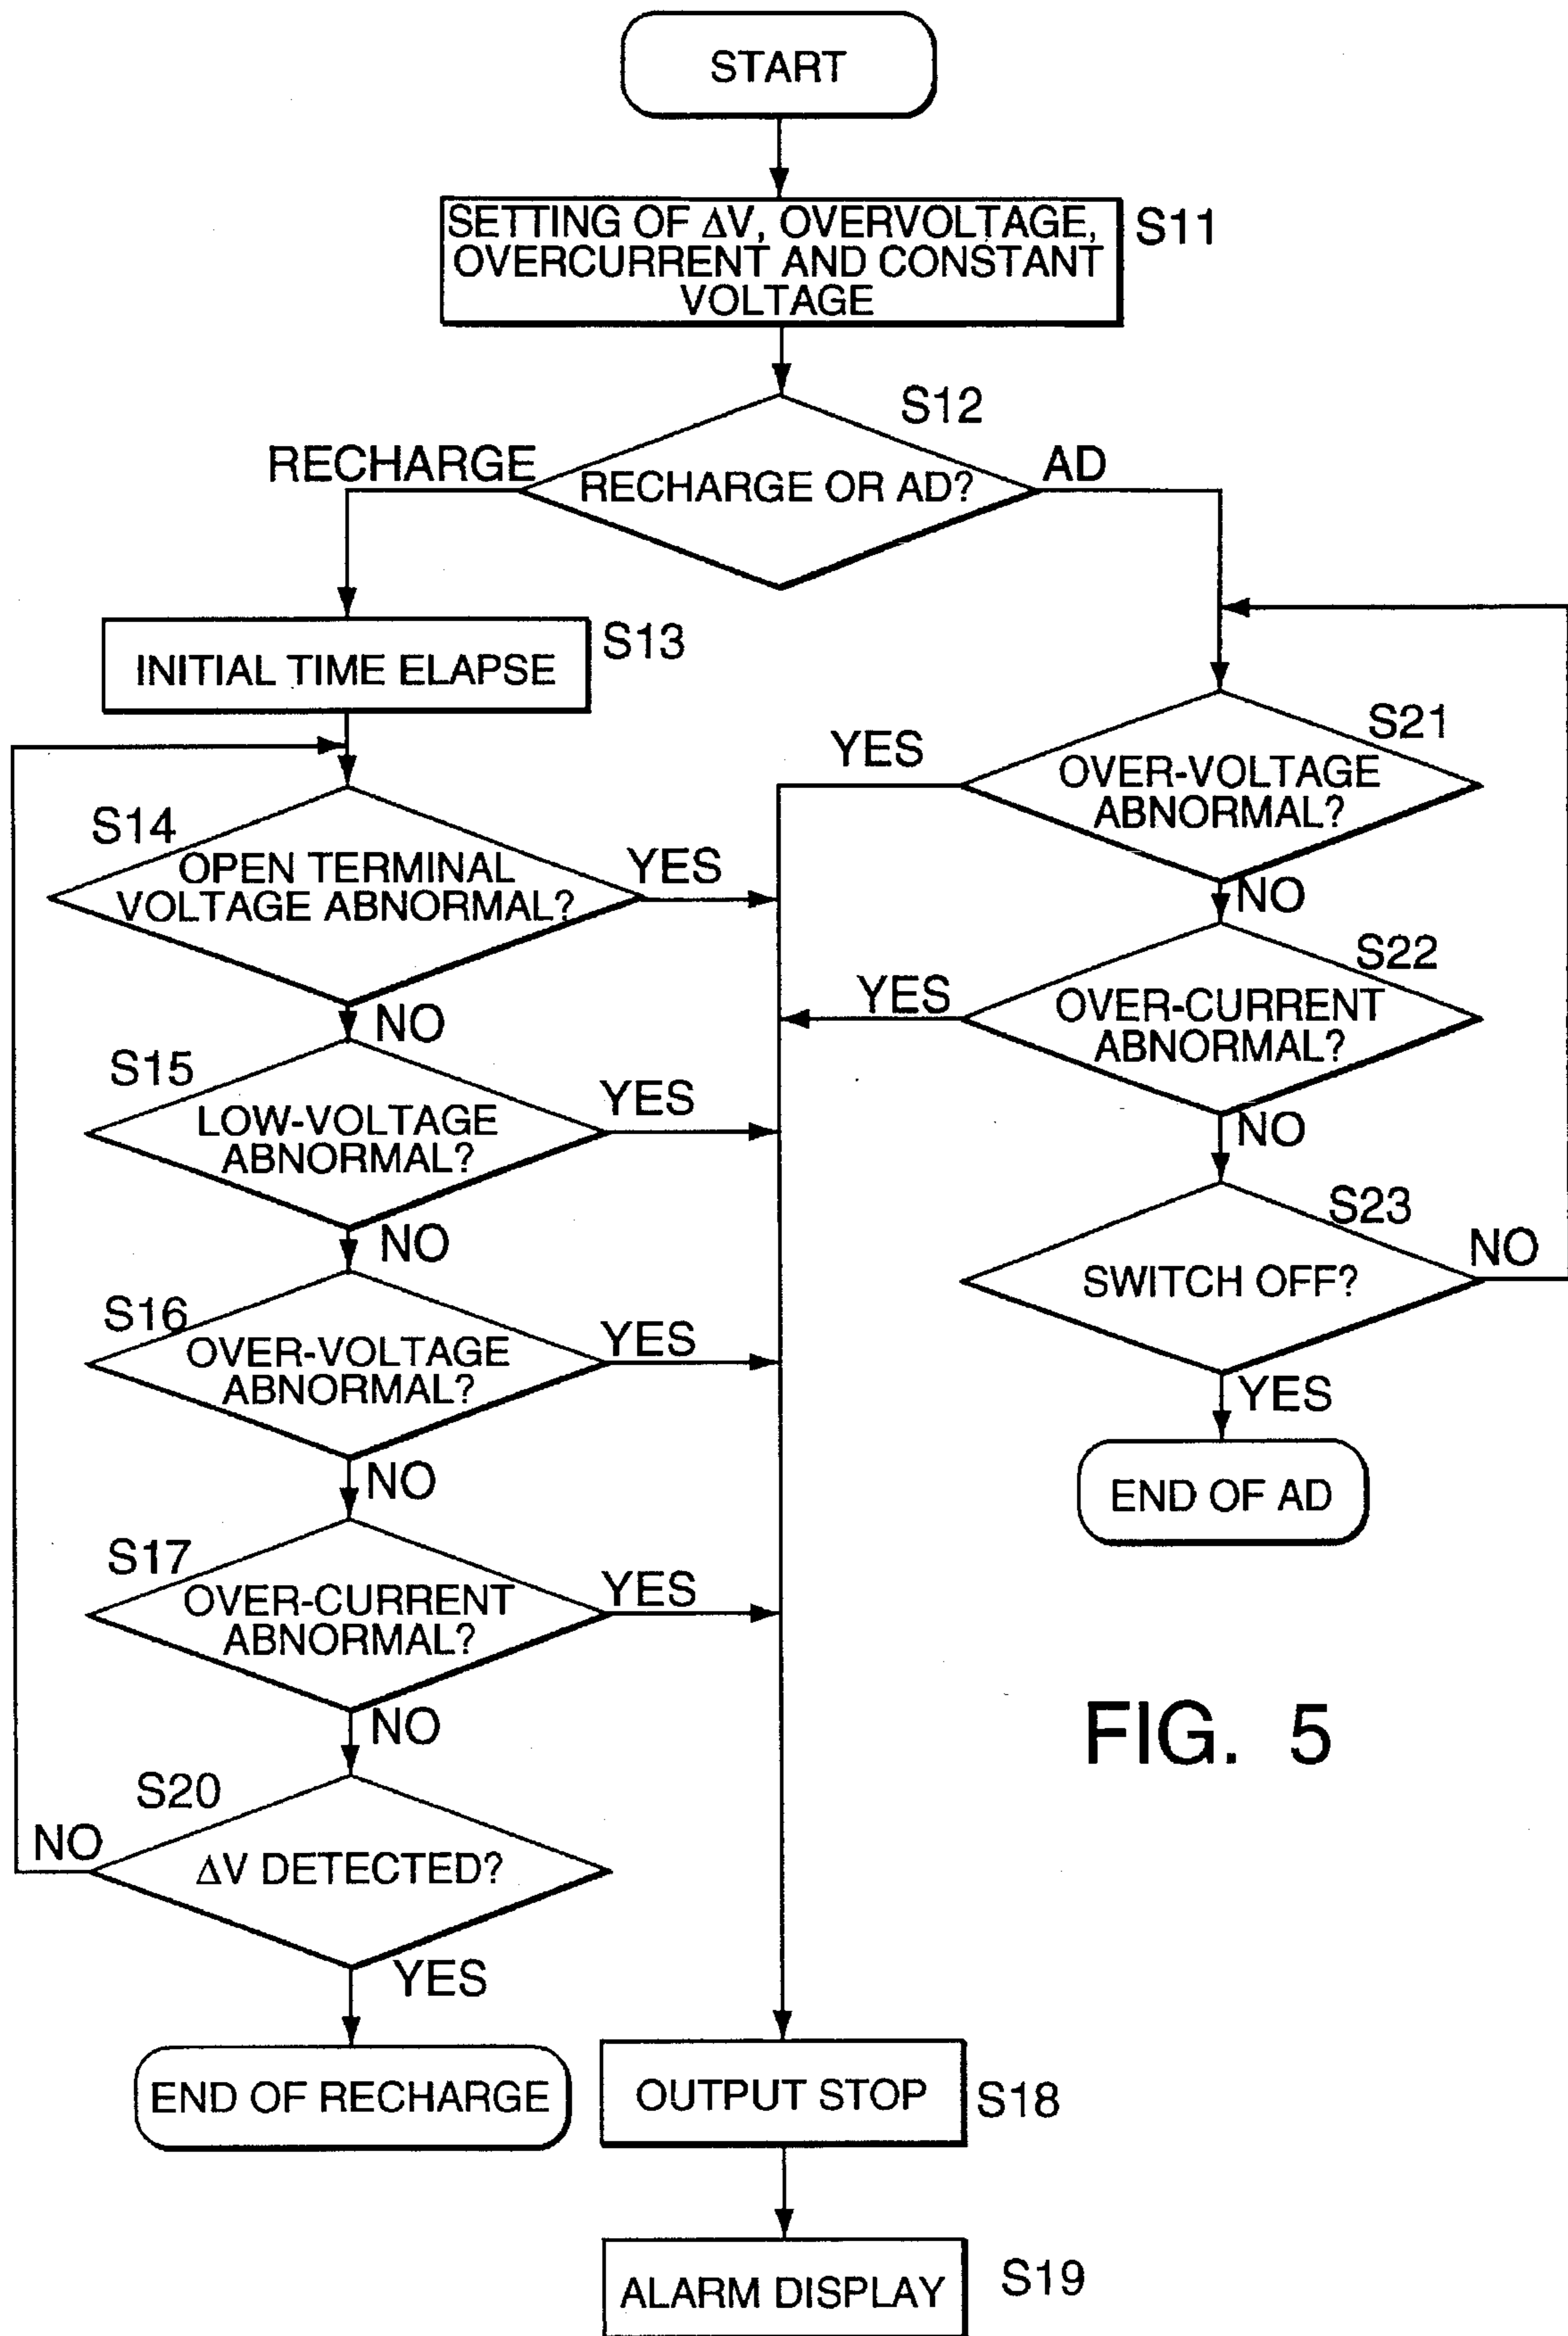 START
SETTING OF ΔV, OVERVOLTAGE,
OVERCURRENT AND CONSTANT
VOLTAGE
S11
S12
RECHARGE
RECHARGE OR AD?
AD
INITIAL TIME ELAPSE
S13
S14
OPEN TERMINAL
VOLTAGE ABNORMAL?
YES
NO
S15
LOW-VOLTAGE
ABNORMAL?
YES
NO
S16
OVER-VOLTAGE
ABNORMAL?
YES
NO
S17
OVER-CURRENT
ABNORMAL?
YES
NO
S20
NO
ΔV DETECTED?
YES
END OF RECHARGE
YES
S21
OVER-VOLTAGE
ABNORMAL?
NO
YES
S22
OVER-CURRENT
ABNORMAL?
NO
S23
SWITCH OFF?
NO
YES
END OF AD
OUTPUT STOP
S18
ALARM DISPLAY
S19
FIG. 5